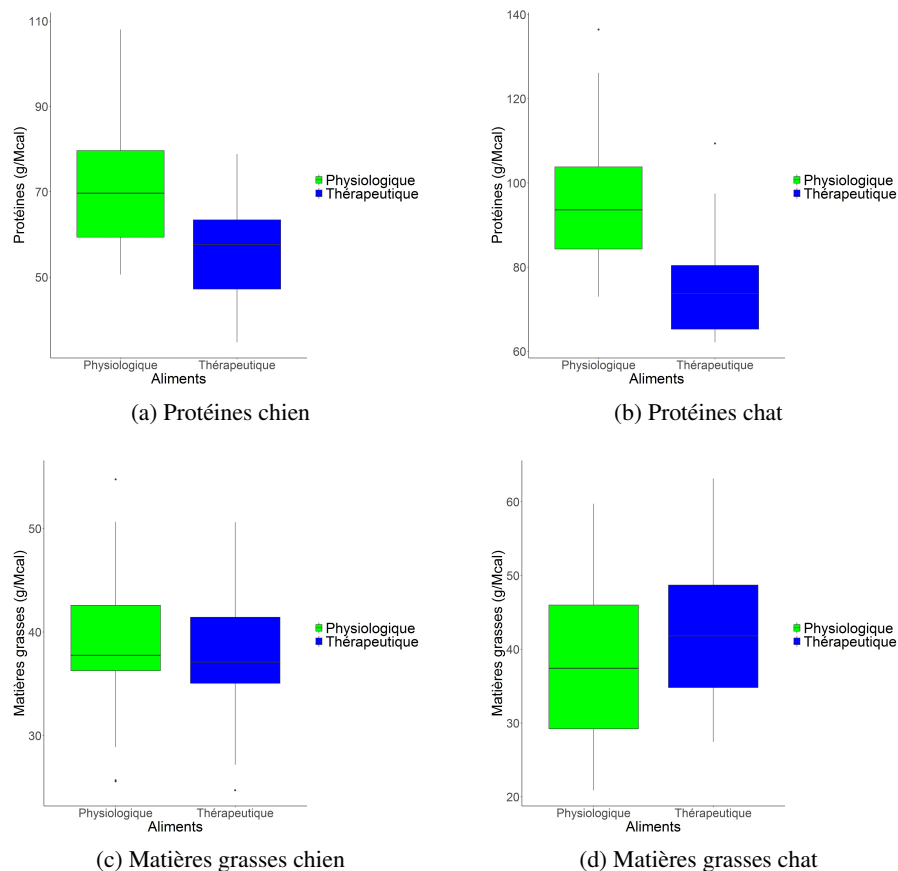 Protéines (g/Mcal)
110
90
70
50
Physiologique
Thérapeutique
Physiologique
Thérapeutique
Aliments
(a) Protéines chien
Protéines (g/Mcal)
140
120
100
80
60
Physiologique
Thérapeutique
Physiologique
Thérapeutique
Aliments
(b) Protéines chat
Matières grasses (g/Mcal)
50
40
30
Physiologique
Thérapeutique
Physiologique
Thérapeutique
Aliments
(c) Matières grasses chien
Matières grasses (g/Mcal)
60
50
40
30
20
Physiologique
Thérapeutique
Physiologique
Thérapeutique
Aliments
(d) Matières grasses chat